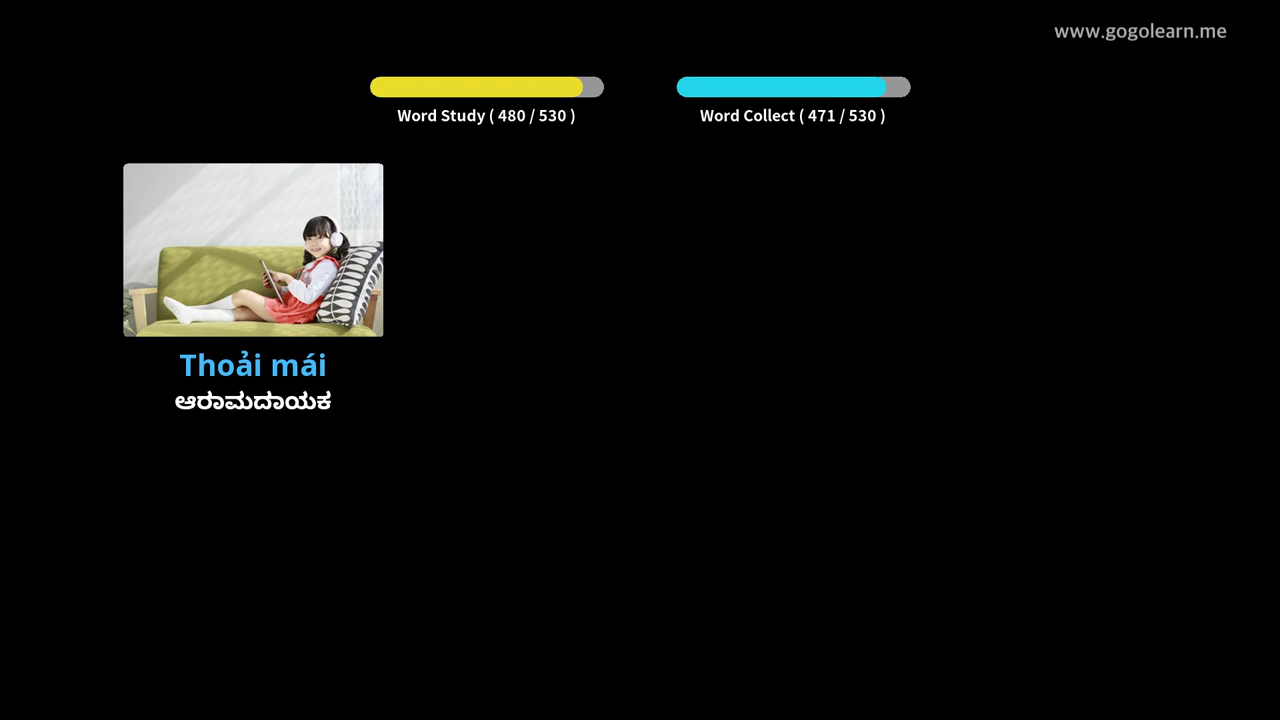 www.gogolearn.me
Word Study ( 480 / 530 )
Word Collect ( 471 / 530 )
Thoải mái
ಆರಾಮದಾಯಕ